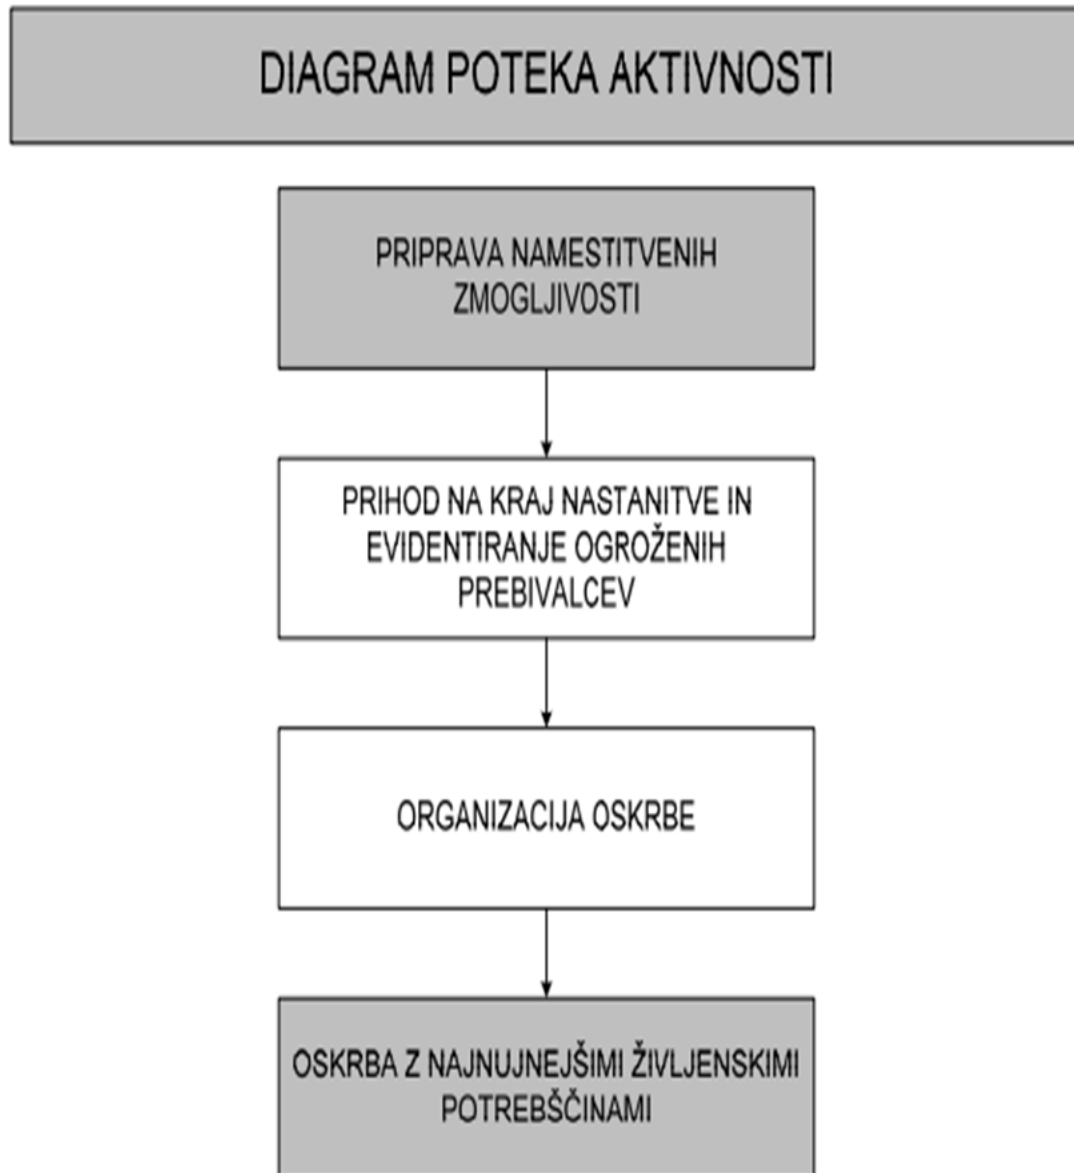 DIAGRAM POTEKA AKTIVNOSTI
PRIPRAVA NAMESTITVENIH
ZMOGLJIVOSTI
PRIHOD NA KRAJ NASTANITVE IN
EVIDENTIRANJE OGROŽENIH
PREBIVALCEV
ORGANIZACIJA OSKRBE
OSKRBA Z NAJNUJNEJŠIMI ŽIVLJENSKIMI
POTREBŠČINAMI